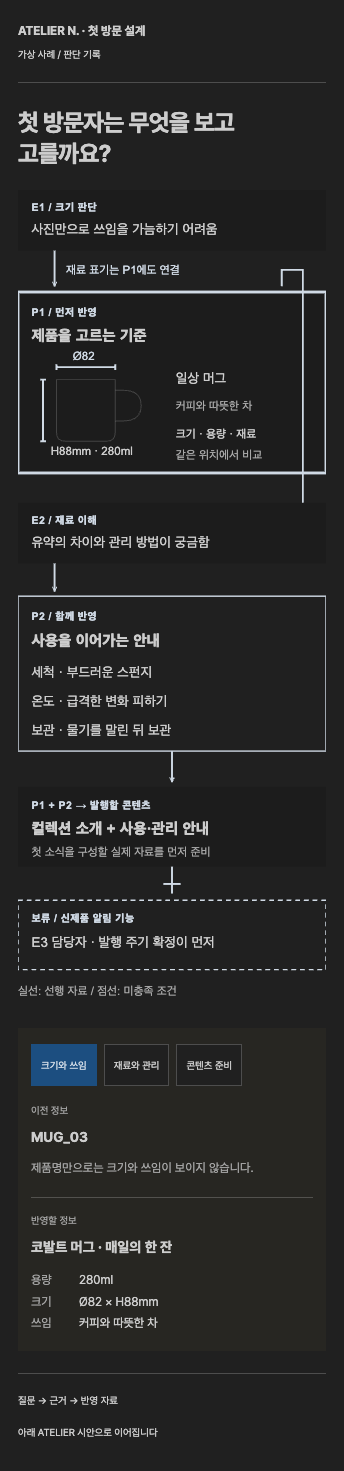 ATELIER N. · 첫 방문 설계
가상 사례 / 판단 기록
첫 방문자는 무엇을 보고
고를까요?
E1 / 크기 판단
사진만으로 쓰임을 가늠하기 어려움
재료 표기는 P1에도 연결
P1 / 먼저 반영
제품을 고르는 기준
Ø82
H88mm · 280ml
일상 머그
커피와 따뜻한 차
크기 · 용량 · 재료
같은 위치에서 비교
E2 / 재료 이해
유약의 차이와 관리 방법이 궁금함
P2 / 함께 반영
사용을 이어가는 안내
세척 · 부드러운 스펀지
온도 · 급격한 변화 피하기
보관 · 물기를 말린 뒤 보관
P1 + P2 → 발행할 콘텐츠
컬렉션 소개 + 사용·관리 안내
첫 소식을 구성할 실제 자료를 먼저 준비
보류 / 신제품 알림 기능
E3 담당자 · 발행 주기 확정이 먼저
실선: 선행 자료 / 점선: 미충족 조건
크기와 쓰임
재료와 관리
콘텐츠 준비
이전 정보
MUG_03
제품명만으로는 크기와 쓰임이 보이지 않습니다.
반영할 정보
코발트 머그 · 매일의 한 잔
용량 280ml
크기 Ø82 × H88mm
쓰임 커피와 따뜻한 차
질문 → 근거 → 반영 자료
아래 ATELIER 시안으로 이어집니다